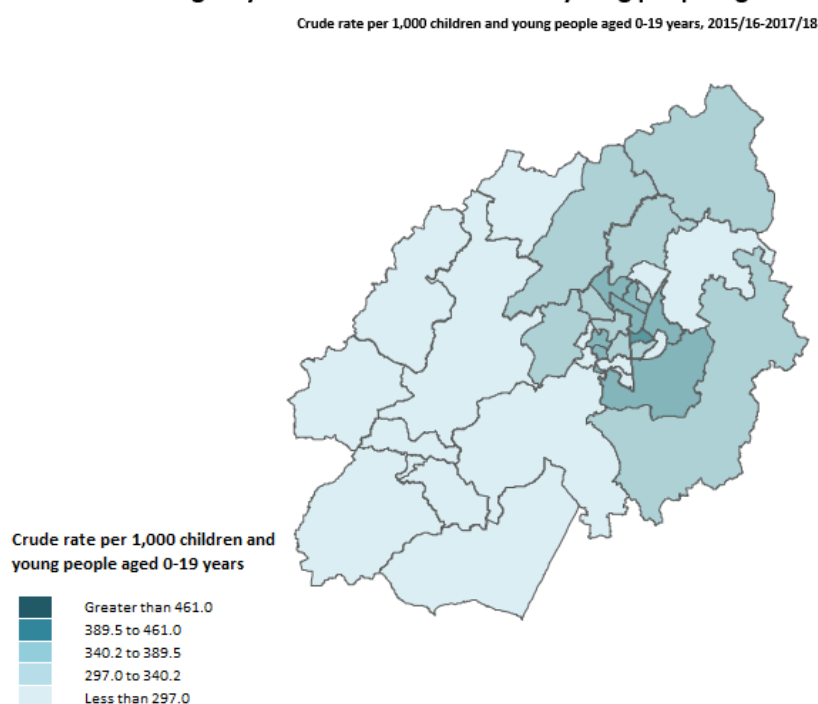 Crude rate per 1,000 children and young people aged 0-19 years, 2015/16-2017/18
Crude rate per 1,000 children and
young people aged 0-19 years
Greater than 461.0
389.5 to 461.0
340.2 to 389.5
297.0 to 340.2
Less than 297.0